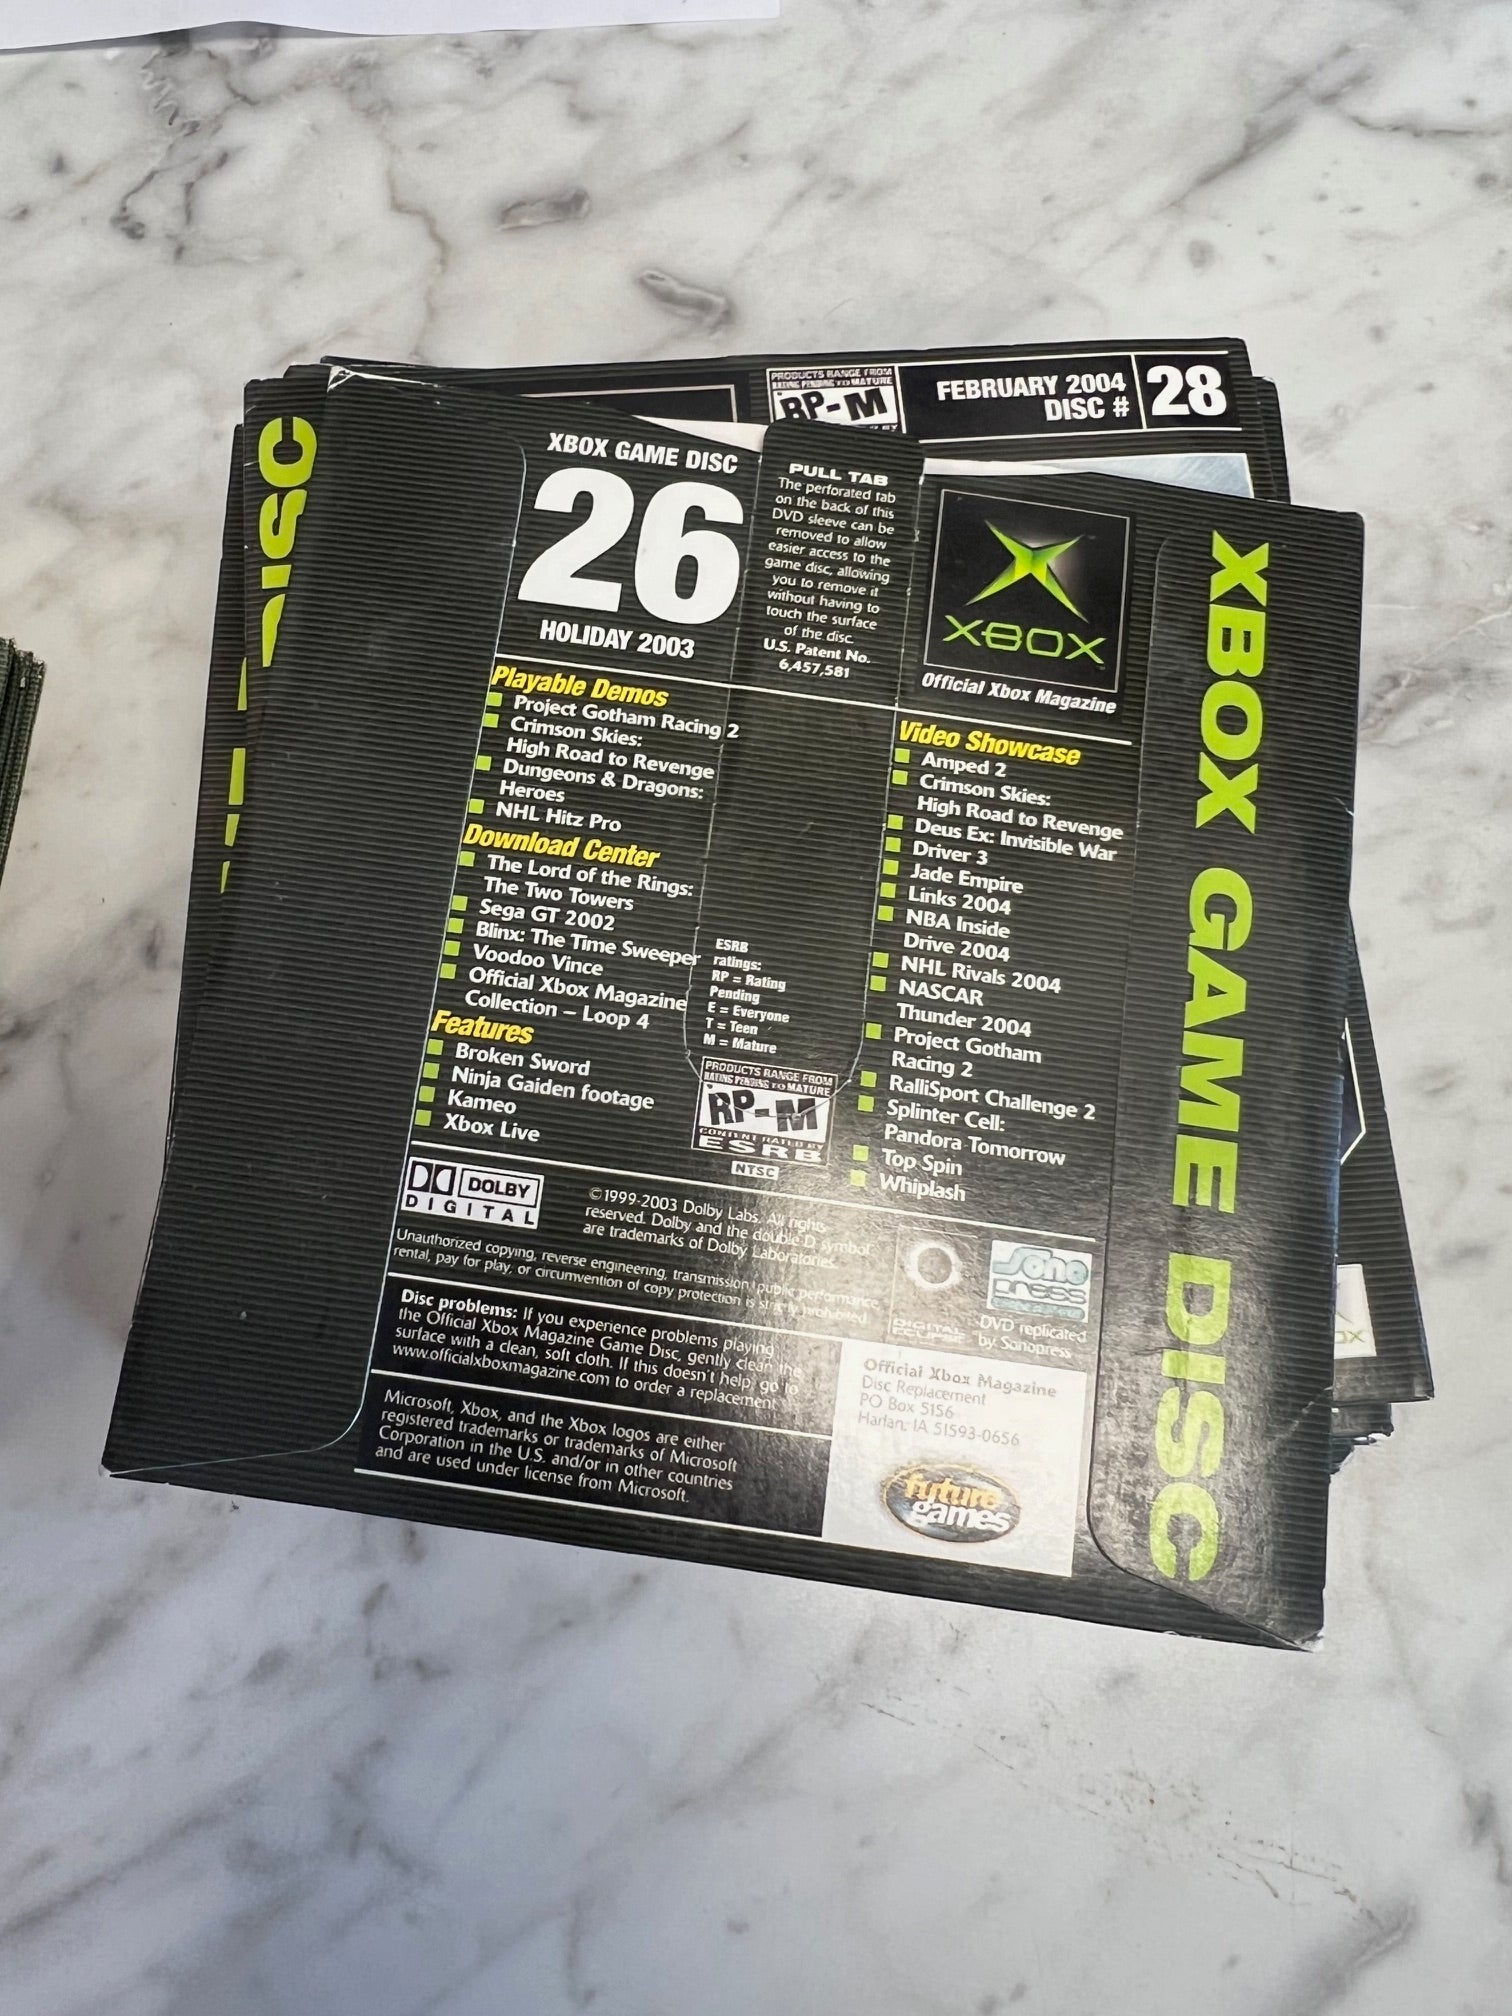 PRODUCTS RANGE FROM
RATING PENDING TO MATURE
RP-M
FEBRUARY 2004
DISC #
28
DISC
XBOX GAME DISC
26
HOLIDAY 2003
PULL TAB
The perforated tab
on the back of this
DVD sleeve can be
removed to allow
easier access to the
game disc, allowing
you to remove it
without having to
touch the surface
of the disc.
U.S. Patent No.
6,457,581
XBOX
Official Xbox Magazine
Playable Demos
Project Gotham Racing 2
Crimson Skies:
High Road to Revenge
Dungeons & Dragons:
Heroes
NHL Hitz Pro
Download Center
The Lord of the Rings:
The Two Towers
Sega GT 2002
Blinx: The Time Sweeper
Voodoo Vince
Official Xbox Magazine
Collection – Loop 4
Features
Broken Sword
Ninja Gaiden footage
Kameo
Xbox Live
ESRB
ratings:
RP = Rating
Pending
E = Everyone
T = Teen
M = Mature
PRODUCTS RANGE FROM
RATING PENDING TO MATURE
RP-M
CONTENT RATED BY
ESRB
NTSC
Video Showcase
Amped 2
Crimson Skies:
High Road to Revenge
Deus Ex: Invisible War
Driver 3
Jade Empire
Links 2004
NBA Inside
Drive 2004
NHL Rivals 2004
NASCAR
Thunder 2004
Project Gotham
Racing 2
RalliSport Challenge 2
Splinter Cell:
Pandora Tomorrow
Top Spin
Whiplash
XBOX GAME DISC
DOLBY
DIGITAL
©1999-2003 Dolby Labs. All rights
reserved. Dolby and the double D symbol
are trademarks of Dolby Laboratories.
Unauthorized copying, reverse engineering, transmission, public performance,
rental, pay for play, or circumvention of copy protection is strictly prohibited.
DIGITAL
Sono
press
DVD replicated
by Sonopress
Disc problems: If you experience problems playing
the Official Xbox Magazine Game Disc, gently clean the
surface with a clean, soft cloth. If this doesn't help, go to
www.officialxboxmagazine.com to order a replacement.
Microsoft, Xbox, and the Xbox logos are either
registered trademarks or trademarks of Microsoft
Corporation in the U.S. and/or in other countries
and are used under license from Microsoft.
Official Xbox Magazine
Disc Replacement
PO Box 5156
Harlan, IA 51593-0656
future
games